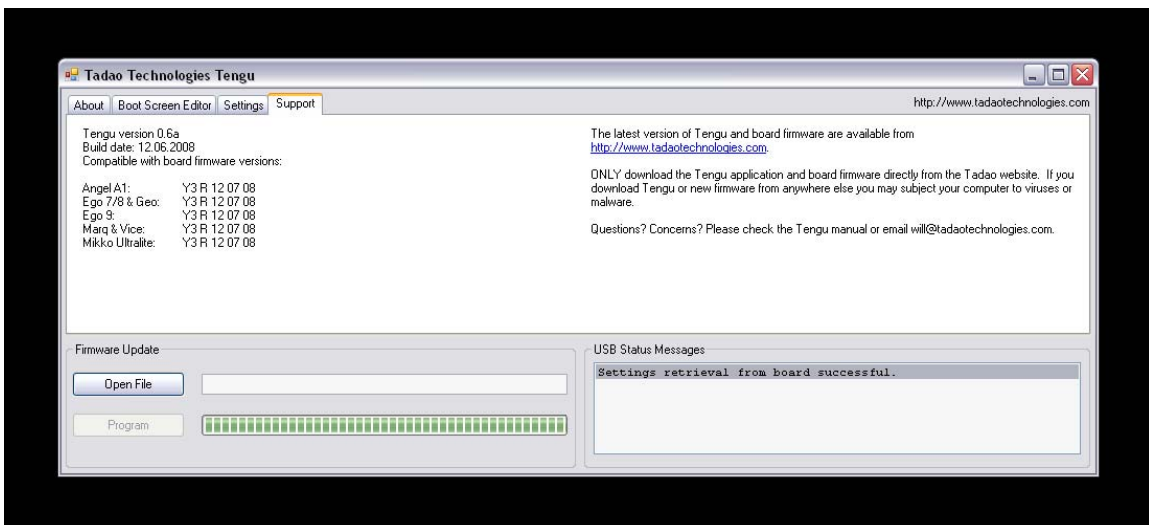 Tadao Technologies Tengu
About Boot Screen Editor Settings Support http://www.tadaotechnologies.com
Tengu version 0.6a
Build date: 12.06.2008
Compatible with board firmware versions:
Angel A1: Y3 R 12 07 08
Ego 7/8 & Geo: Y3 R 12 07 08
Ego 9: Y3 R 12 07 08
Marq & Vice: Y3 R 12 07 08
Mikko Ultralite: Y3 R 12 07 08
The latest version of Tengu and board firmware are available from
http://www.tadaotechnologies.com.
ONLY download the Tengu application and board firmware directly from the Tadao website. If you
download Tengu or new firmware from anywhere else you may subject your computer to viruses or
malware.
Questions? Concerns? Please check the Tengu manual or email will@tadaotechnologies.com.
Firmware Update
Open File
Program
USB Status Messages
Settings retrieval from board successful.